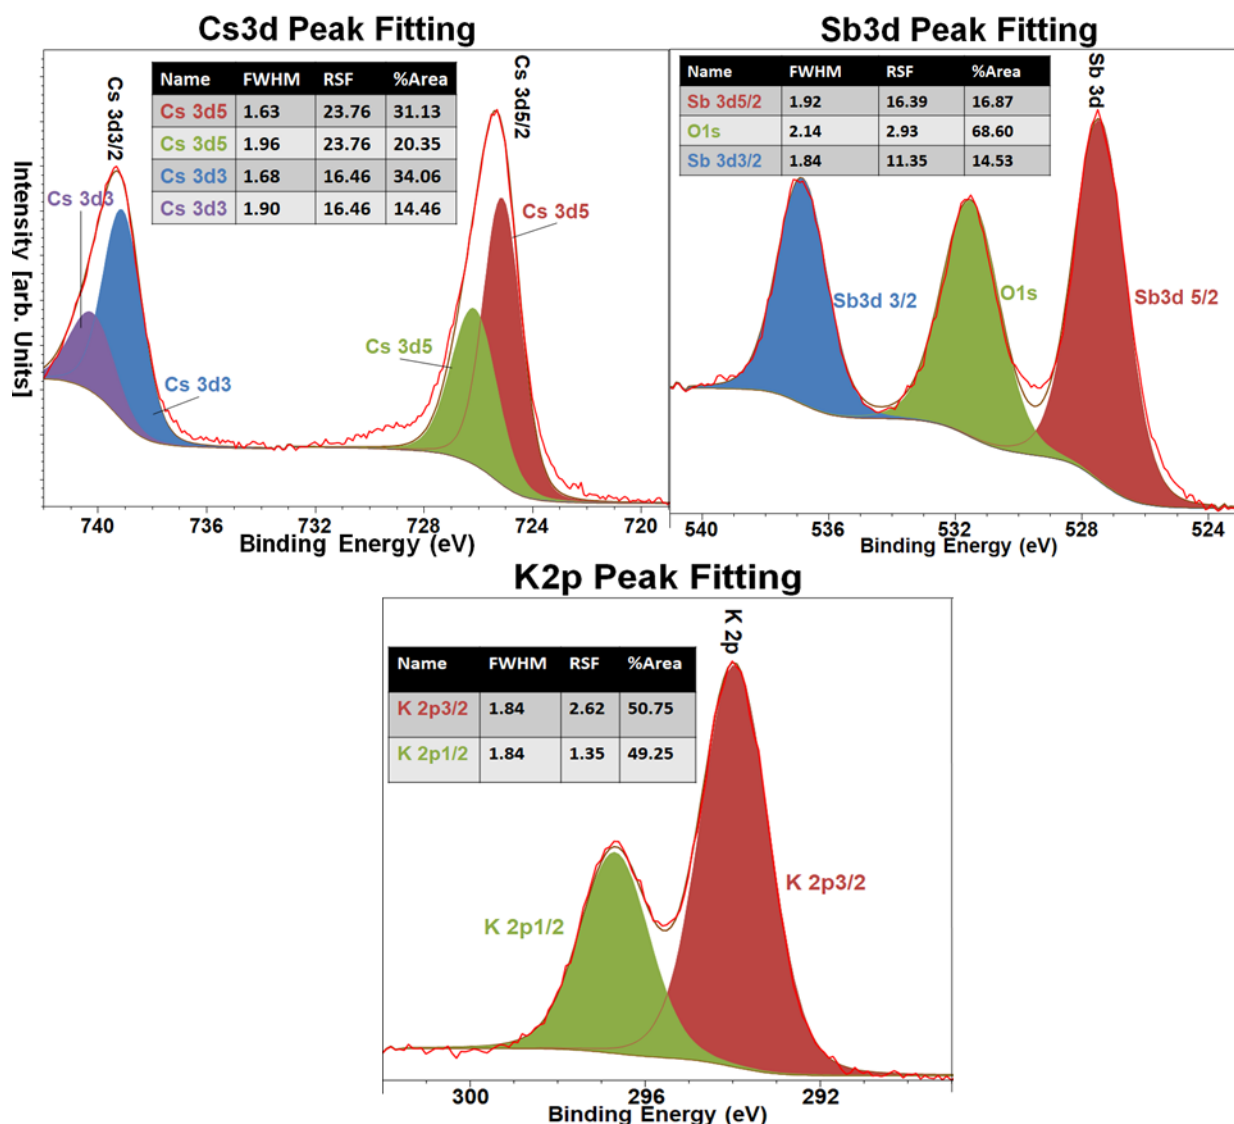 Cs3d Peak Fitting
Intensity [arb. Units]
Cs 3d3/2
Name FWHM RSF %Area
Cs 3d5 1.63 23.76 31.13
Cs 3d5 1.96 23.76 20.35
Cs 3d3 1.68 16.46 34.06
Cs 3d3 1.90 16.46 14.46
Cs 3d5/2
Cs 3d3
Cs 3d5
Cs 3d5
Cs 3d3
740 736 732 728 724 720
Binding Energy (eV)
Sb3d Peak Fitting
Name FWHM RSF %Area
Sb 3d5/2 1.92 16.39 16.87
O1s 2.14 2.93 68.60
Sb 3d3/2 1.84 11.35 14.53
Sb 3d
Sb3d 3/2
O1s
Sb3d 5/2
540 536 532 528 524
Binding Energy (eV)
K2p Peak Fitting
K 2p
Name FWHM RSF %Area
K 2p3/2 1.84 2.62 50.75
K 2p1/2 1.84 1.35 49.25
K 2p3/2
K 2p1/2
300 296 292
Binding Energy (eV)